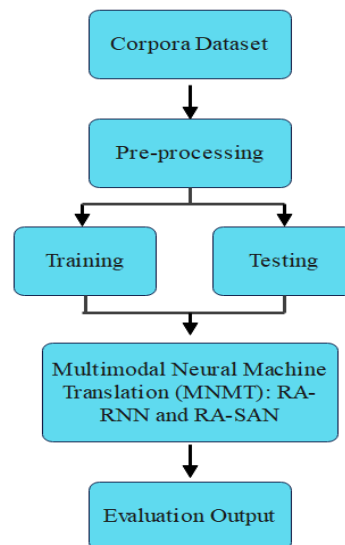 Corpora Dataset
Pre-processing
Training
Testing
Multimodal Neural Machine
Translation (MNMT): RA-
RNN and RA-SAN
Evaluation Output